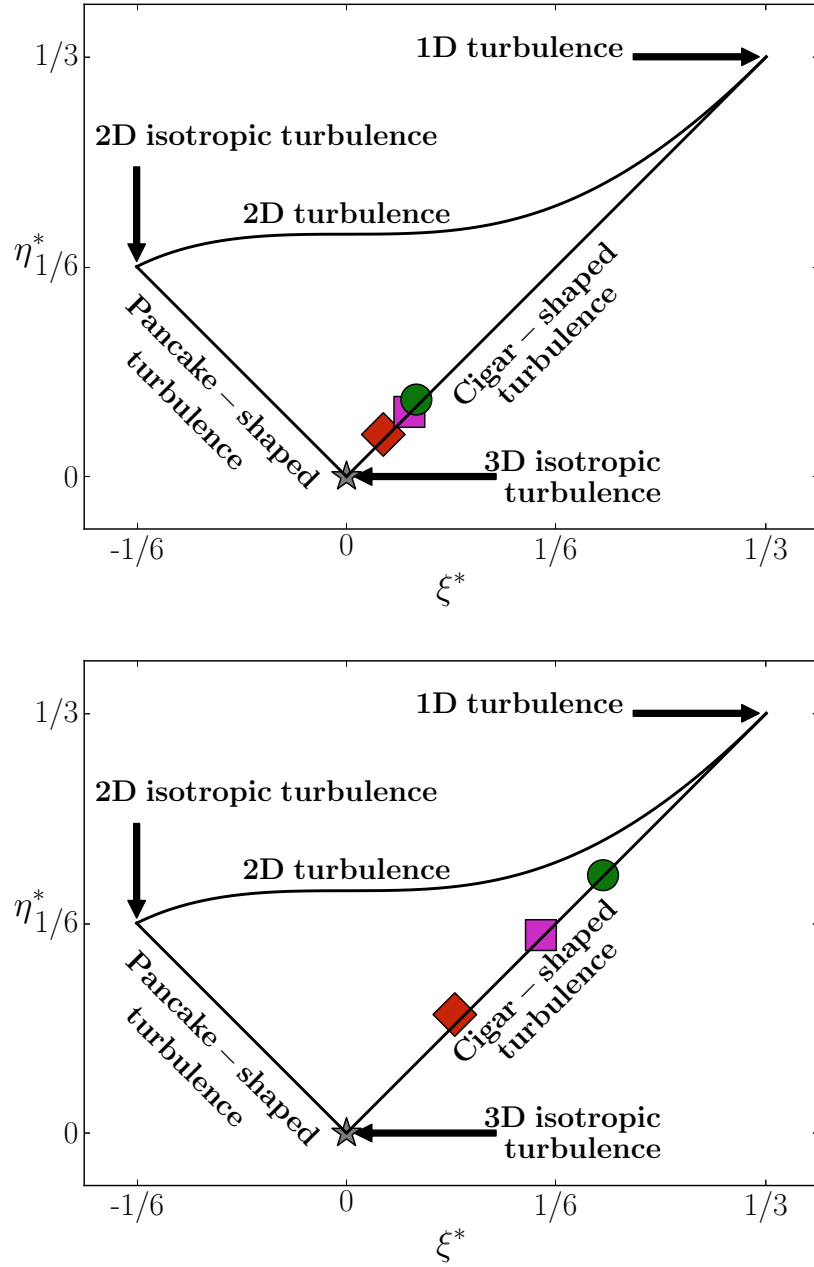 1/3
1D turbulence
2D isotropic turbulence
2D turbulence
η*
1/6
Pancake – shaped
turbulence
Cigar – shaped
turbulence
3D isotropic
turbulence
0
-1/6
0
1/6
1/3
ξ*
1/3
1D turbulence
2D isotropic turbulence
2D turbulence
η*
1/6
Pancake – shaped
turbulence
Cigar – shaped
turbulence
3D isotropic
turbulence
0
-1/6
0
1/6
1/3
ξ*